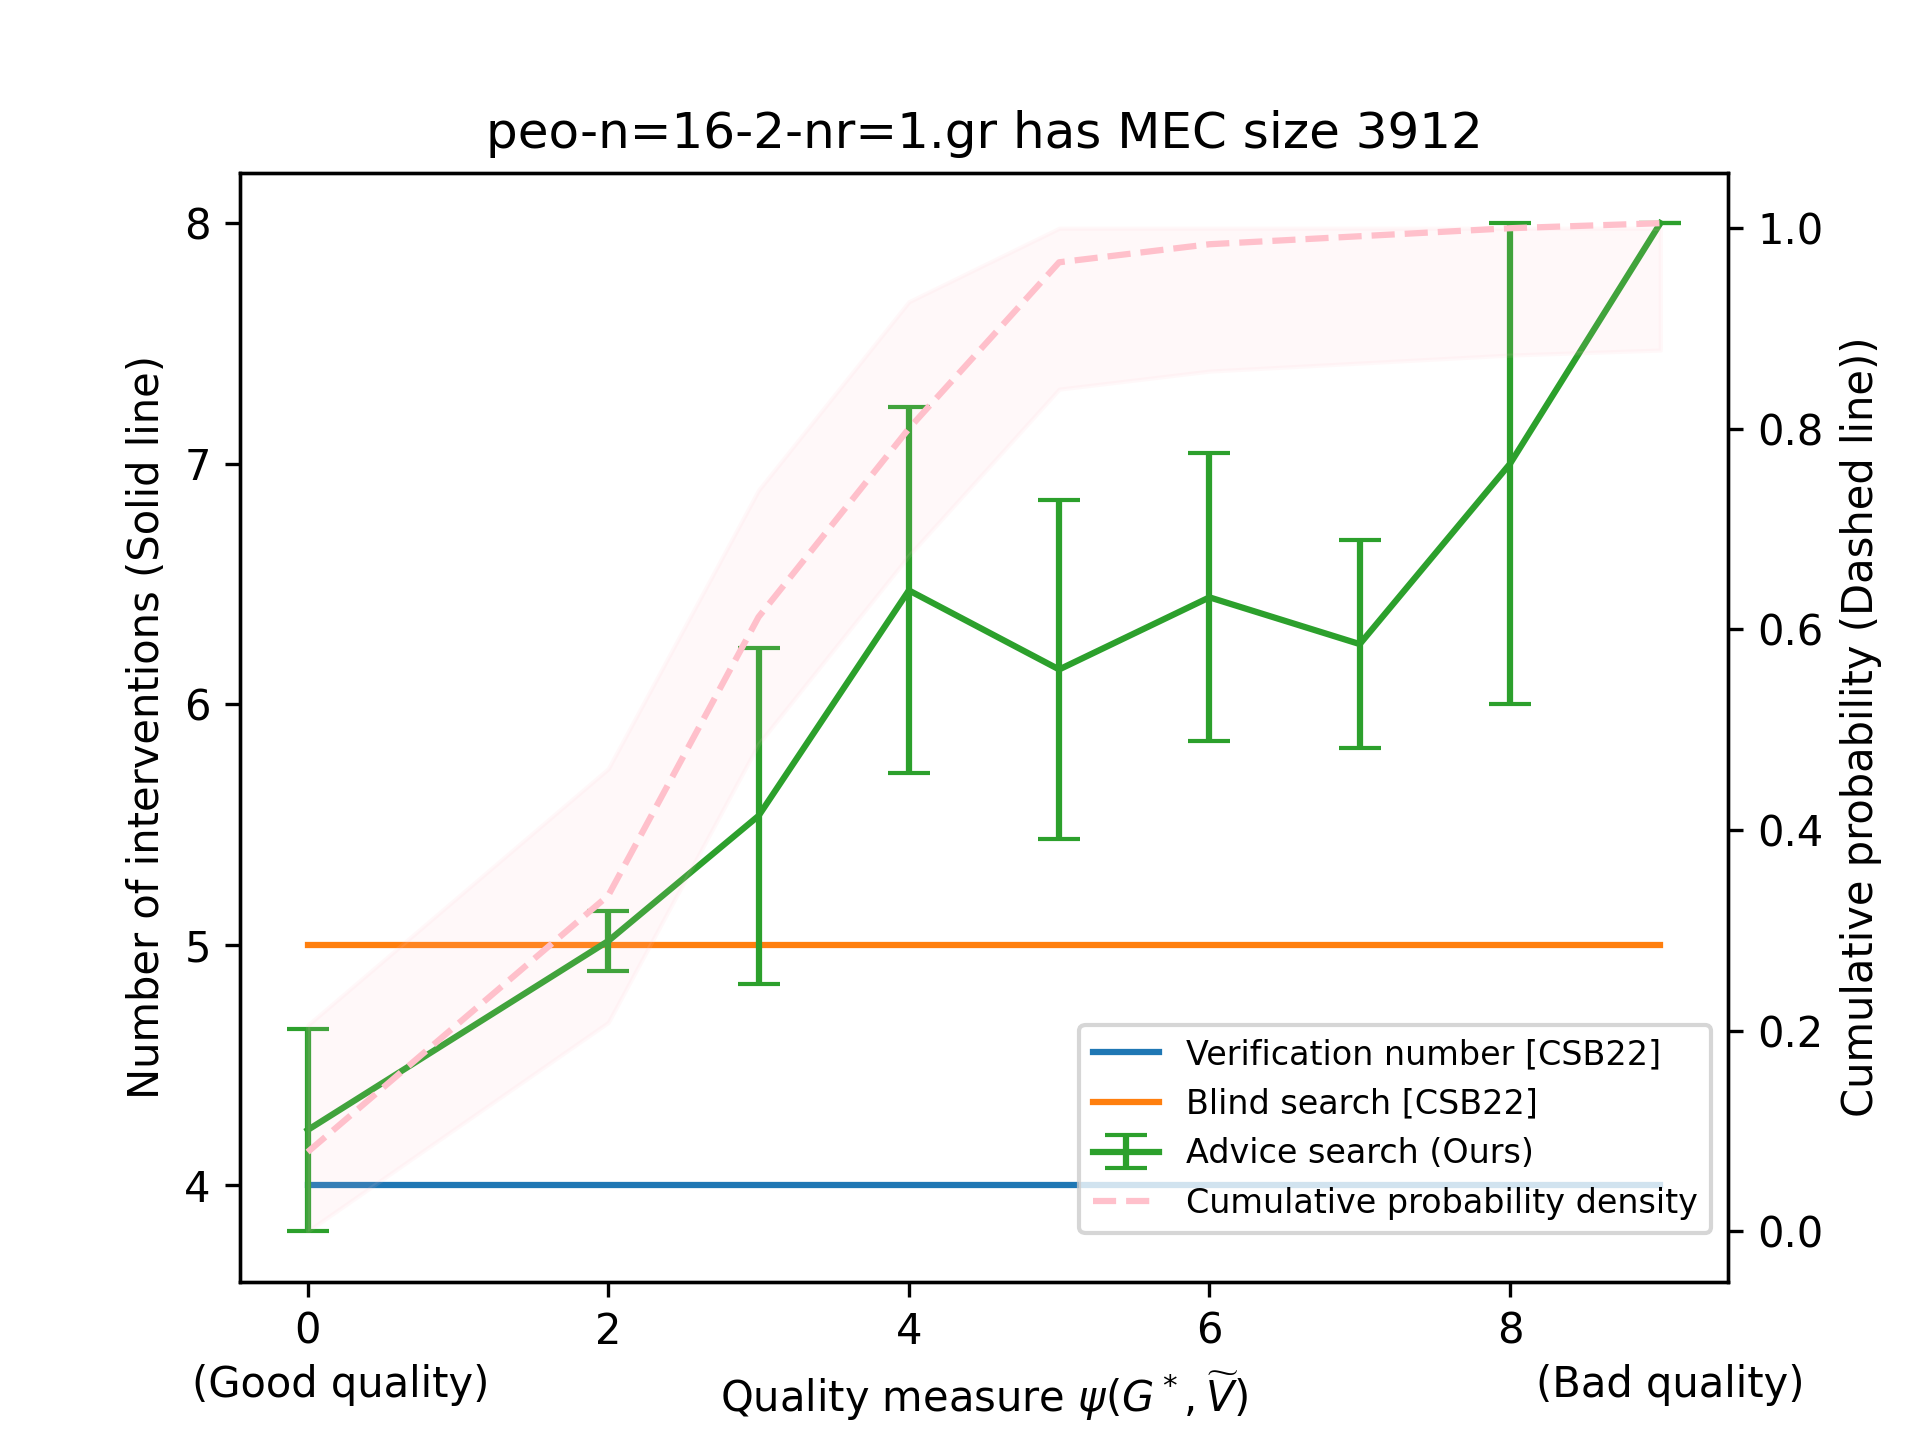 peo-n=16-2-nr=1.gr has MEC size 3912
Number of interventions (Solid line)
8
7
6
5
4
1.0
0.8
0.6
0.4
0.2
0.0
Cumulative probability (Dashed line))
Verification number [CSB22]
Blind search [CSB22]
Advice search (Ours)
Cumulative probability density
0 2 4 6 8
(Good quality) Quality measure ψ(G*, Ṽ) (Bad quality)